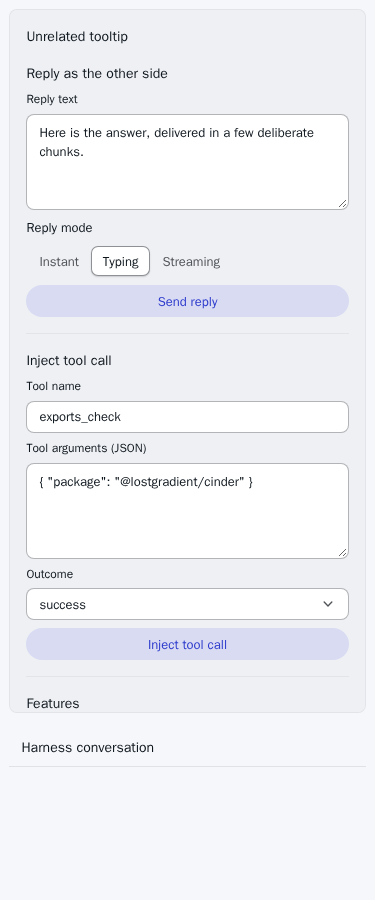 Unrelated tooltip
Reply as the other side
Reply text
Here is the answer, delivered in a few deliberate
chunks.
Reply mode
Instant Typing Streaming
Send reply
Inject tool call
Tool name
exports_check
Tool arguments (JSON)
{ "package": "@lostgradient/cinder" }
Outcome
success
Inject tool call
Features
Harness conversation